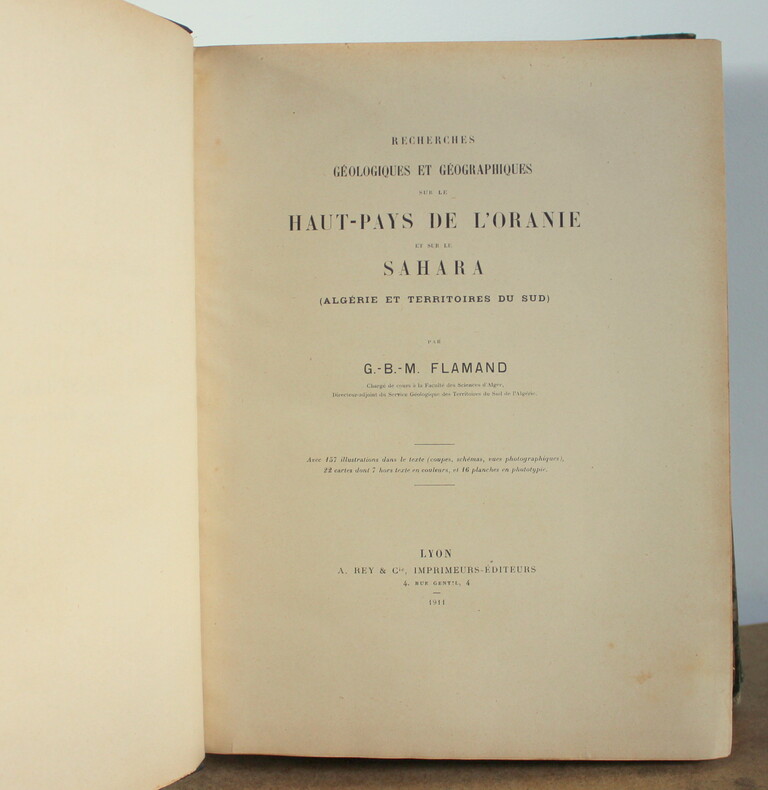 RECHERCHES
GÉOLOGIQUES ET GÉOGRAPHIQUES
SUR LE
HAUT-PAYS DE L'ORANIE
ET SUR LE
SAHARA
(ALGÉRIE ET TERRITOIRES DU SUD)
PAR
G.-B.-M. FLAMAND
Chargé de cours à la Faculté des Sciences d'Alger,
Directeur-adjoint du Service Géologique des Territoires du Sud de l'Algérie.
Avec 157 illustrations dans le texte (coupes, schémas, vues photographiques),
22 cartes dont 7 hors texte en couleurs, et 16 planches en phototypie.
LYON
A. REY & Cie, IMPRIMEURS-ÉDITEURS
4, RUE GENTIL, 4
1911